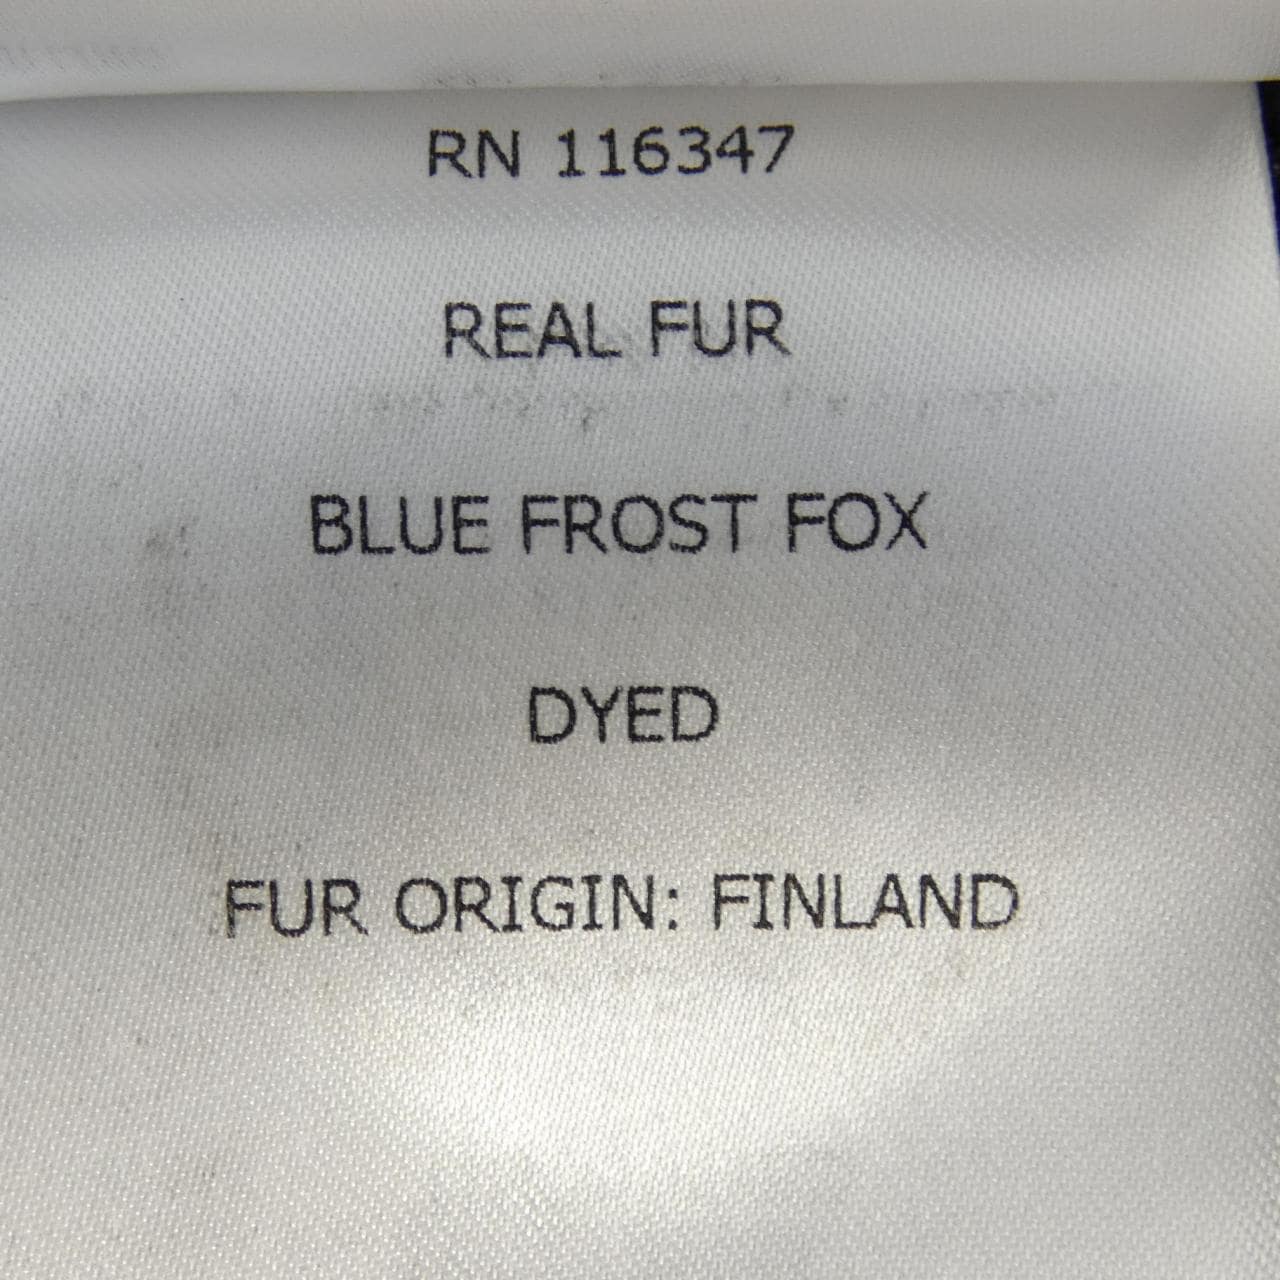 RN 116347
REAL FUR
BLUE FROST FOX
DYED
FUR ORIGIN: FINLAND